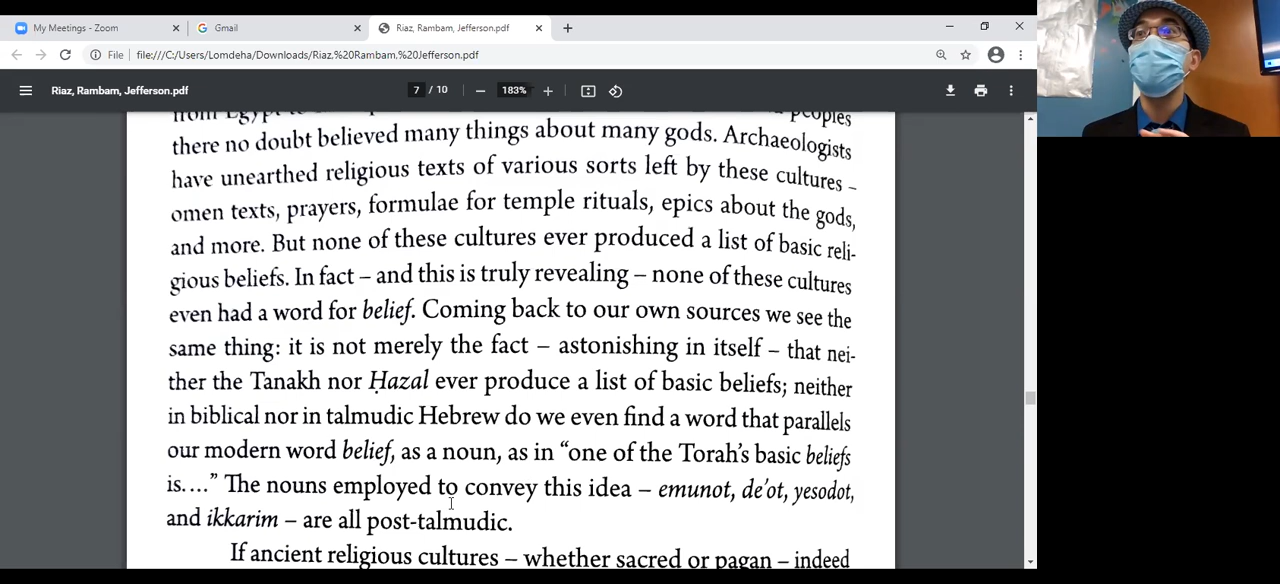 My Meetings - Zoom
Gmail
Riaz, Rambam, Jefferson.pdf
File
file:///C:/Users/Lomdeha/Downloads/Riaz,%20Rambam,%20Jefferson.pdf
Riaz, Rambam, Jefferson.pdf
7 / 10
183%
from Egypt to peoples
there no doubt believed many things about many gods. Archaeologists
have unearthed religious texts of various sorts left by these cultures –
omen texts, prayers, formulae for temple rituals, epics about the gods,
and more. But none of these cultures ever produced a list of basic reli-
gious beliefs. In fact – and this is truly revealing – none of these cultures
even had a word for belief. Coming back to our own sources we see the
same thing: it is not merely the fact – astonishing in itself – that nei-
ther the Tanakh nor Ḥazal ever produce a list of basic beliefs; neither
in biblical nor in talmudic Hebrew do we even find a word that parallels
our modern word belief, as a noun, as in “one of the Torah’s basic beliefs
is. …” The nouns employed to convey this idea – emunot, de’ot, yesodot,
and ikkarim – are all post-talmudic.
If ancient religious cultures – whether sacred or pagan – indeed